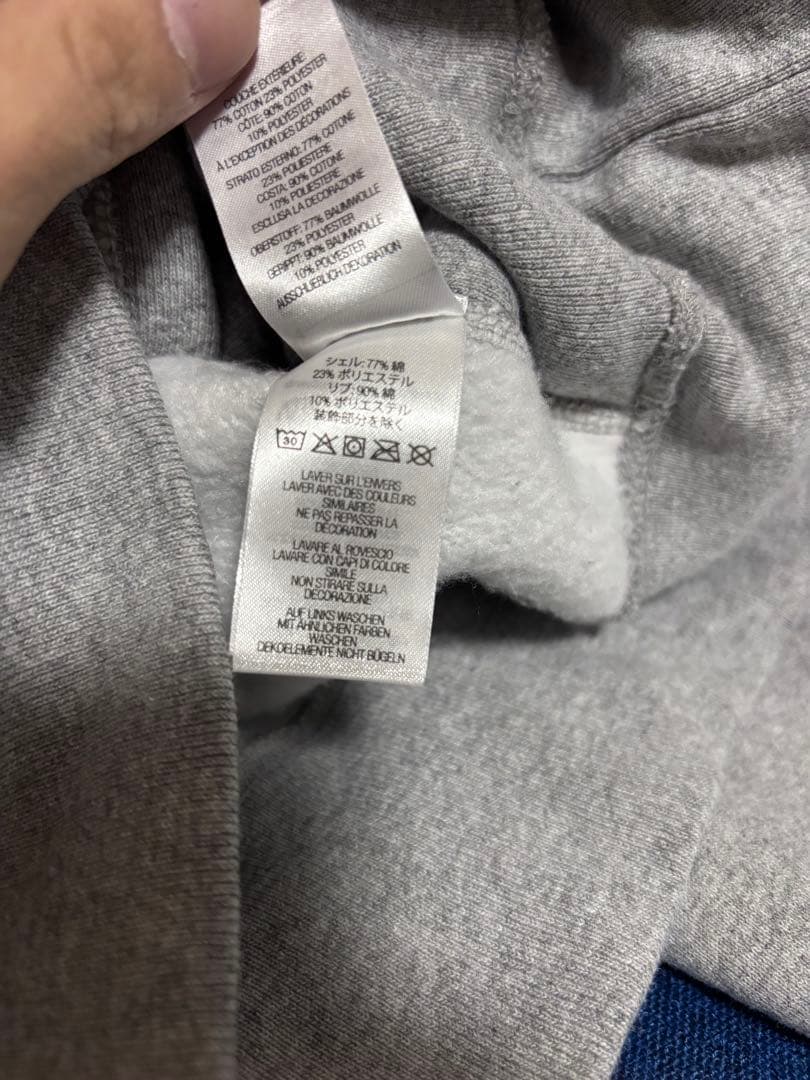 COUCHE EXTÉRIEURE
77% COTON 23% POLYESTER
CÔTE: 90% COTON
10% POLYESTER
À L'EXCEPTION DES DÉCORATIONS
STRATO ESTERNO: 77% COTONE
23% POLIESTERE
COSTA: 90% COTONE
10% POLIESTERE
ESCLUSA LA DECORAZIONE
OBERSTOFF: 77% BAUMWOLLE
23% POLYESTER
GERIPPT: 90% BAUMWOLLE
10% POLYESTER
AUSSCHLIEBLICH DEKORATION
シェル: 77% 綿
23% ポリエステル
リブ: 90% 綿
10% ポリエステル
装飾部分を除く
30
LAVER SUR L'ENVERS
LAVER AVEC DES COULEURS
SIMILAIRES
NE PAS REPASSER LA
DÉCORATION
LAVARE AL ROVESCIO
LAVARE CON CAPI DI COLORE
SIMILE
NON STIRARE SULLA
DECORAZIONE
AUF LINKS WASCHEN
MIT ÄHNLICHEN FARBEN
WASCHEN
DEKOELEMENTE NICHT BÜGELN